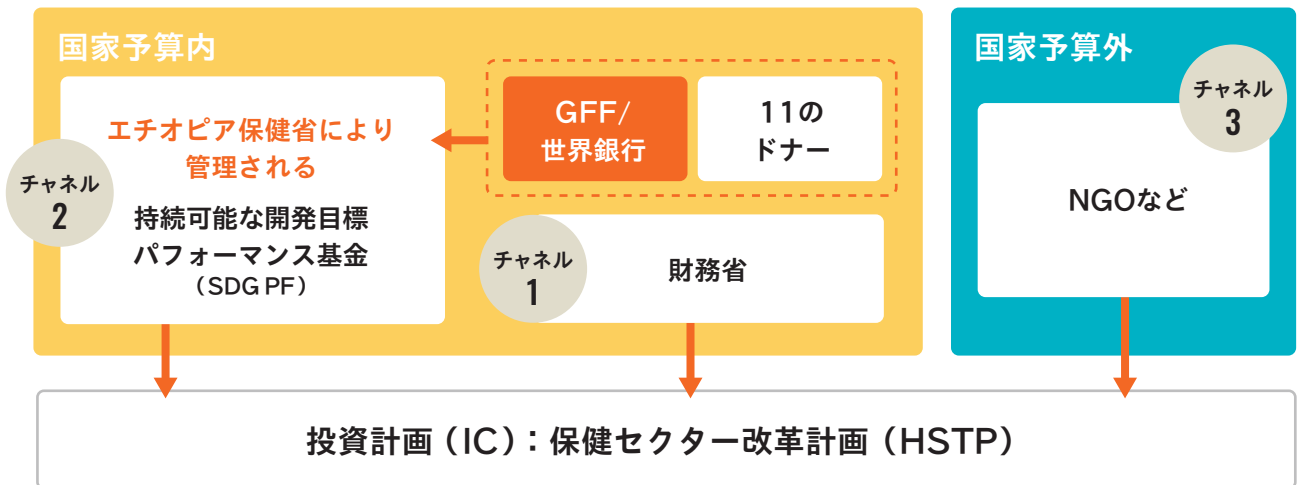 国家予算内
エチオピア保健省により
管理される
チャネル
2
持続可能な開発目標
パフォーマンス基金
（SDG PF）
GFF/
世界銀行
11の
ドナー
チャネル
1
財務省
国家予算外
チャネル
3
NGOなど
投資計画（IC）：保健セクター改革計画（HSTP）